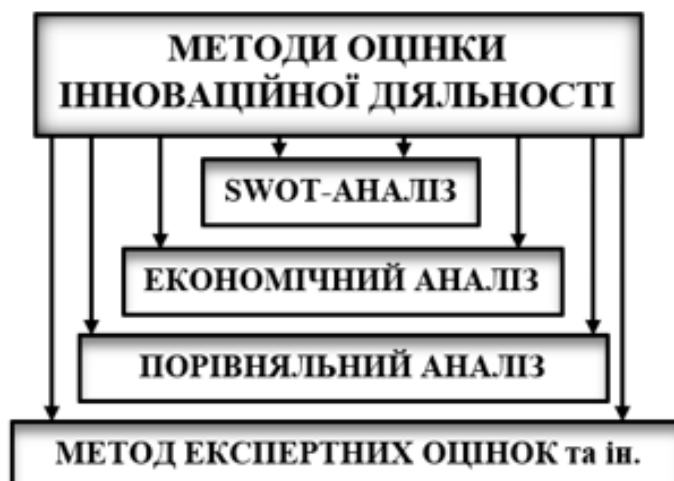 МЕТОДИ ОЦІНКИ
ІННОВАЦІЙНОЇ ДІЯЛЬНОСТІ
SWOT-АНАЛІЗ
ЕКОНОМІЧНИЙ АНАЛІЗ
ПОРІВНЯЛЬНИЙ АНАЛІЗ
МЕТОД ЕКСПЕРТНИХ ОЦІНОК та ін.